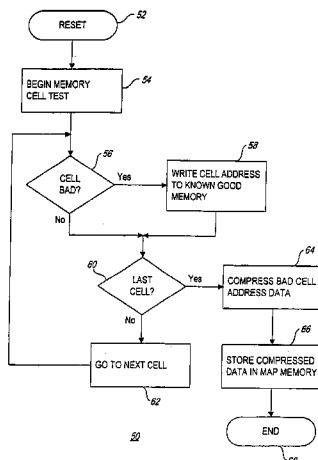 RESET
52
BEGIN MEMORY
CELL TEST
54
CELL
BAD?
56
Yes
No
WRITE CELL ADDRESS
TO KNOWN GOOD
MEMORY
58
LAST
CELL?
60
Yes
No
COMPRESS BAD CELL
ADDRESS DATA
64
GO TO NEXT CELL
62
STORE COMPRESSED
DATA IN MAP MEMORY
66
END
50